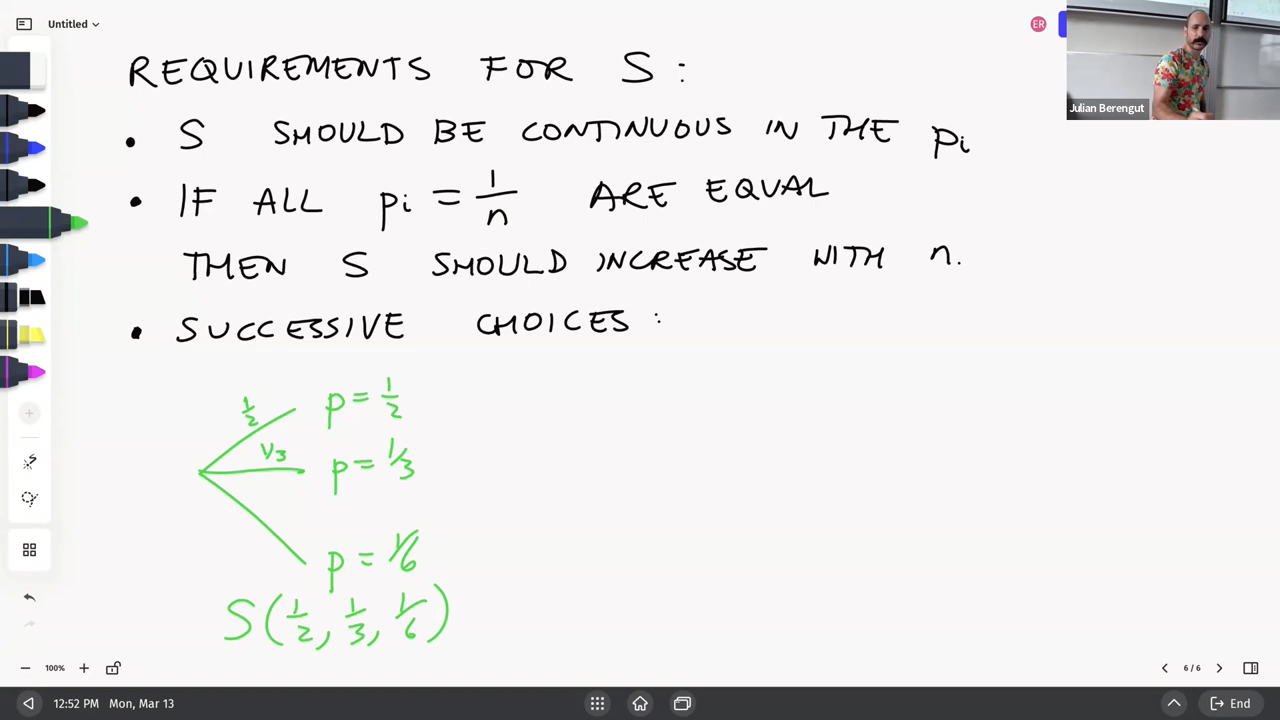 Untitled
ER
REQUIREMENTS FOR S:
Julian Berengut
• S SHOULD BE CONTINUOUS IN THE pi
• IF ALL pi = 1/n ARE EQUAL
THEN S SHOULD INCREASE WITH n.
• SUCCESSIVE CHOICES:
1/2 p = 1/2
1/3 p = 1/3
p = 1/6
S(1/2, 1/3, 1/6)
100%
6/6
12:52 PM Mon, Mar 13
End